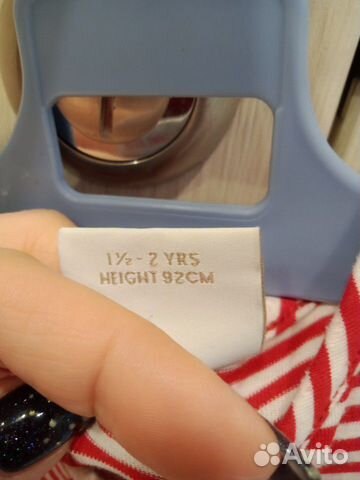 1½ - 2 YRS
HEIGHT 92CM
Avito